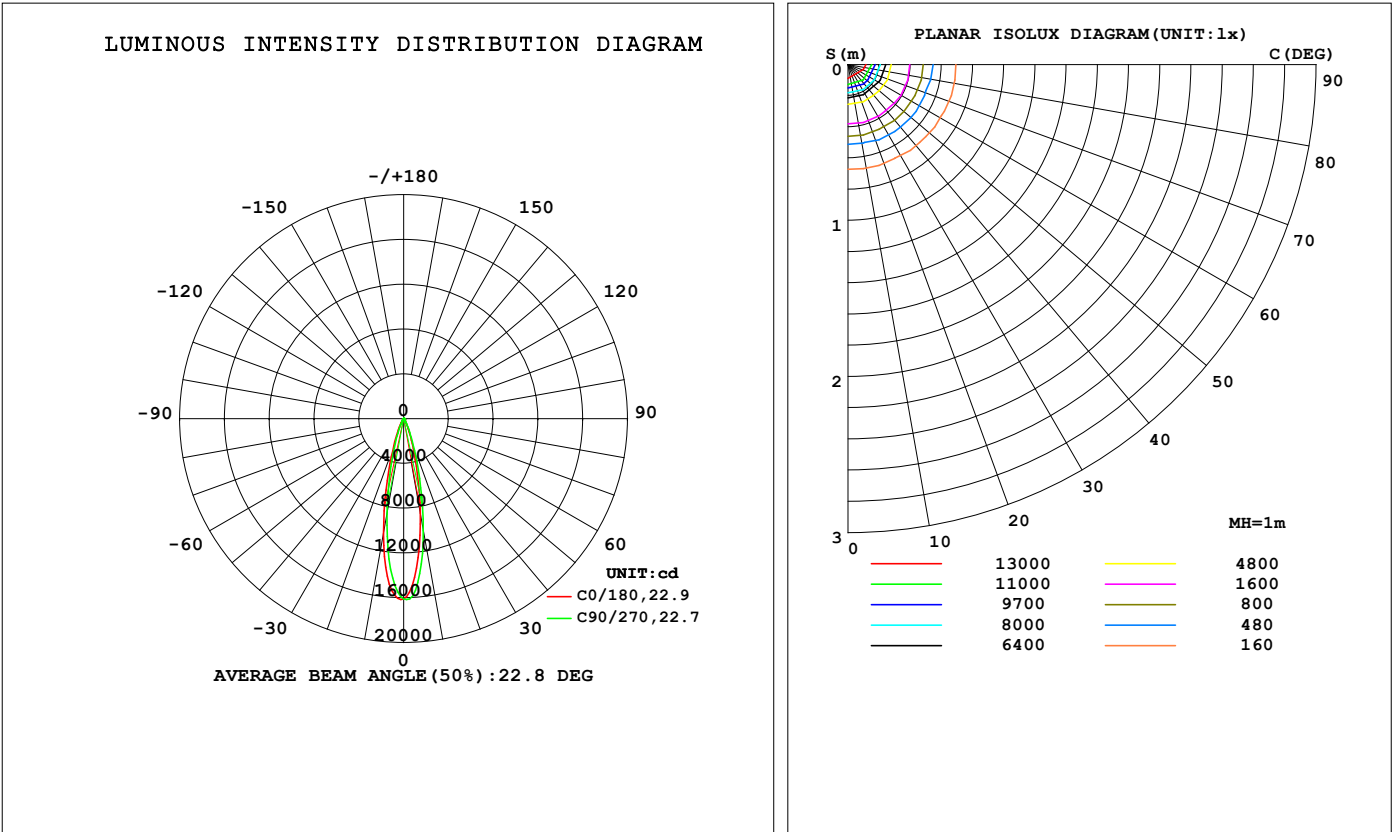 LUMINOUS INTENSITY DISTRIBUTION DIAGRAM
-/+180
-150 150
-120 120
-90 0 90
4000
8000
-60 12000 60
UNIT:cd
16000 C0/180,22.9
-30 20000 30 C90/270,22.7
0
AVERAGE BEAM ANGLE(50%):22.8 DEG
PLANAR ISOLUX DIAGRAM(UNIT:lx)
S(m) C(DEG)
0 90
80
1
70
60
2 50
40
30
20 MH=1m
3 0 10
13000 4800
11000 1600
9700 800
8000 480
6400 160